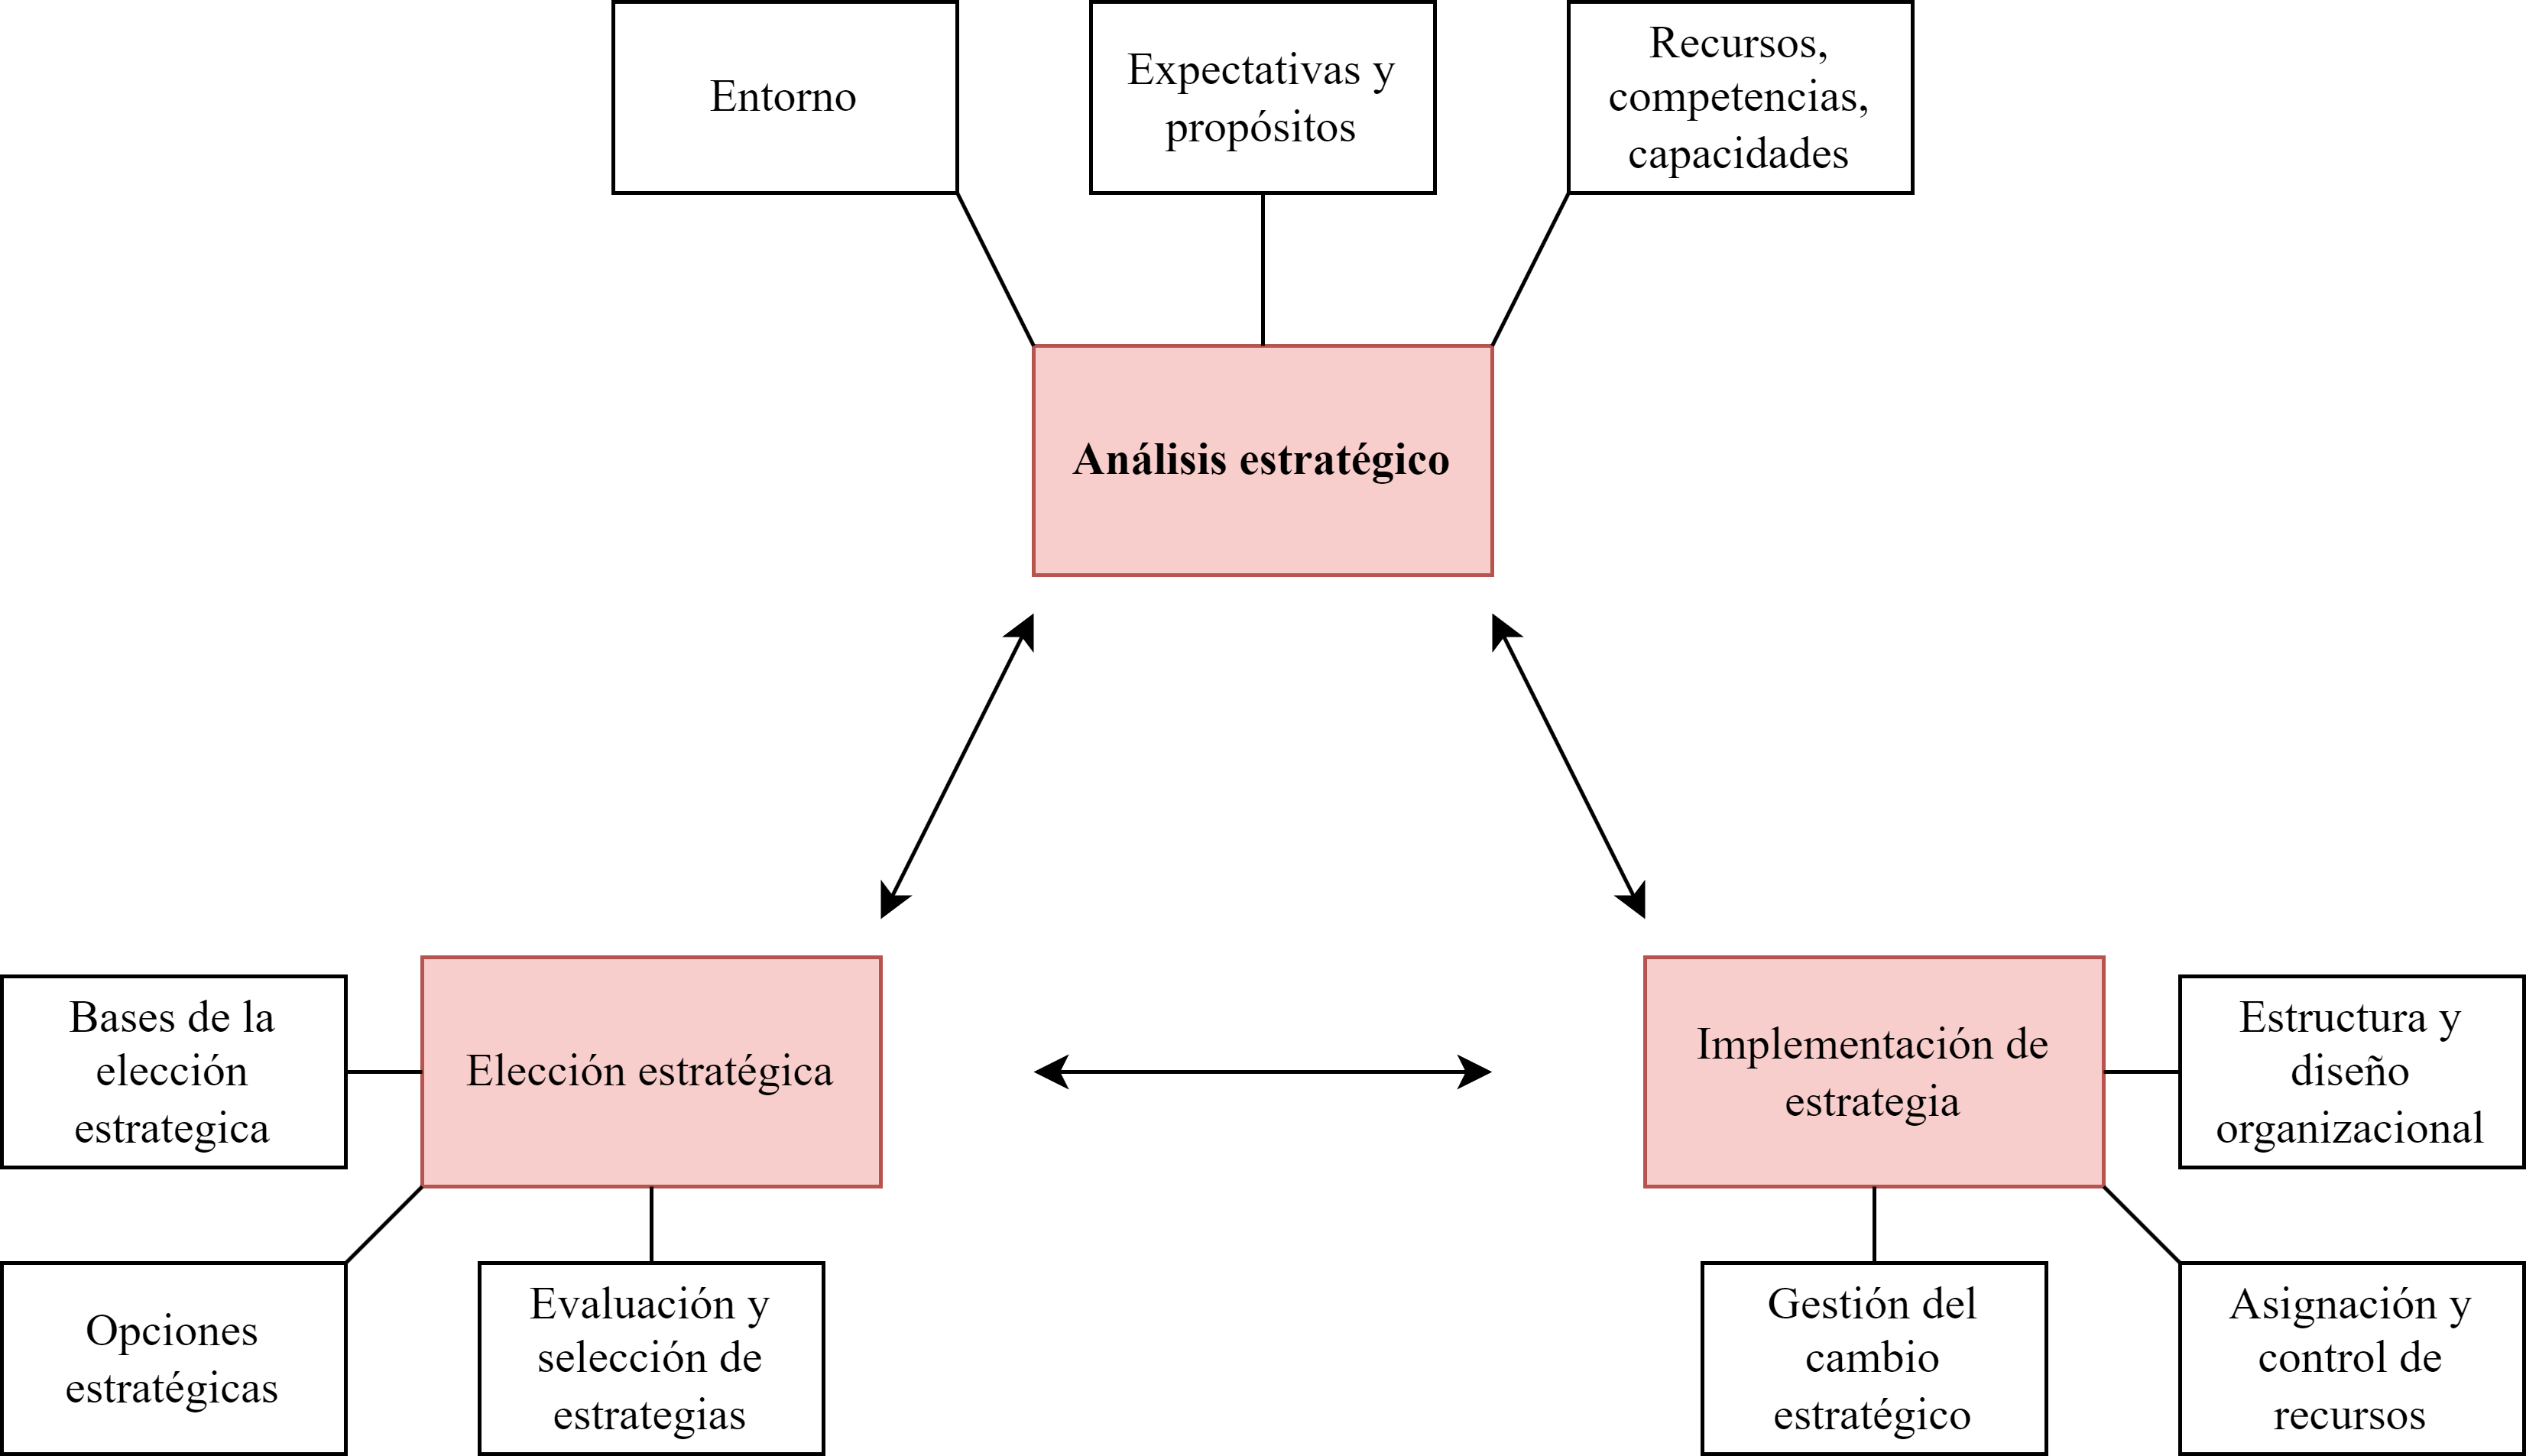 Entorno
Expectativas y
propósitos
Recursos,
competencias,
capacidades
Análisis estratégico
Bases de la
elección
estrategica
Elección estratégica
Implementación de
estrategia
Estructura y
diseño
organizacional
Opciones
estratégicas
Evaluación y
selección de
estrategias
Gestión del
cambio
estratégico
Asignación y
control de
recursos